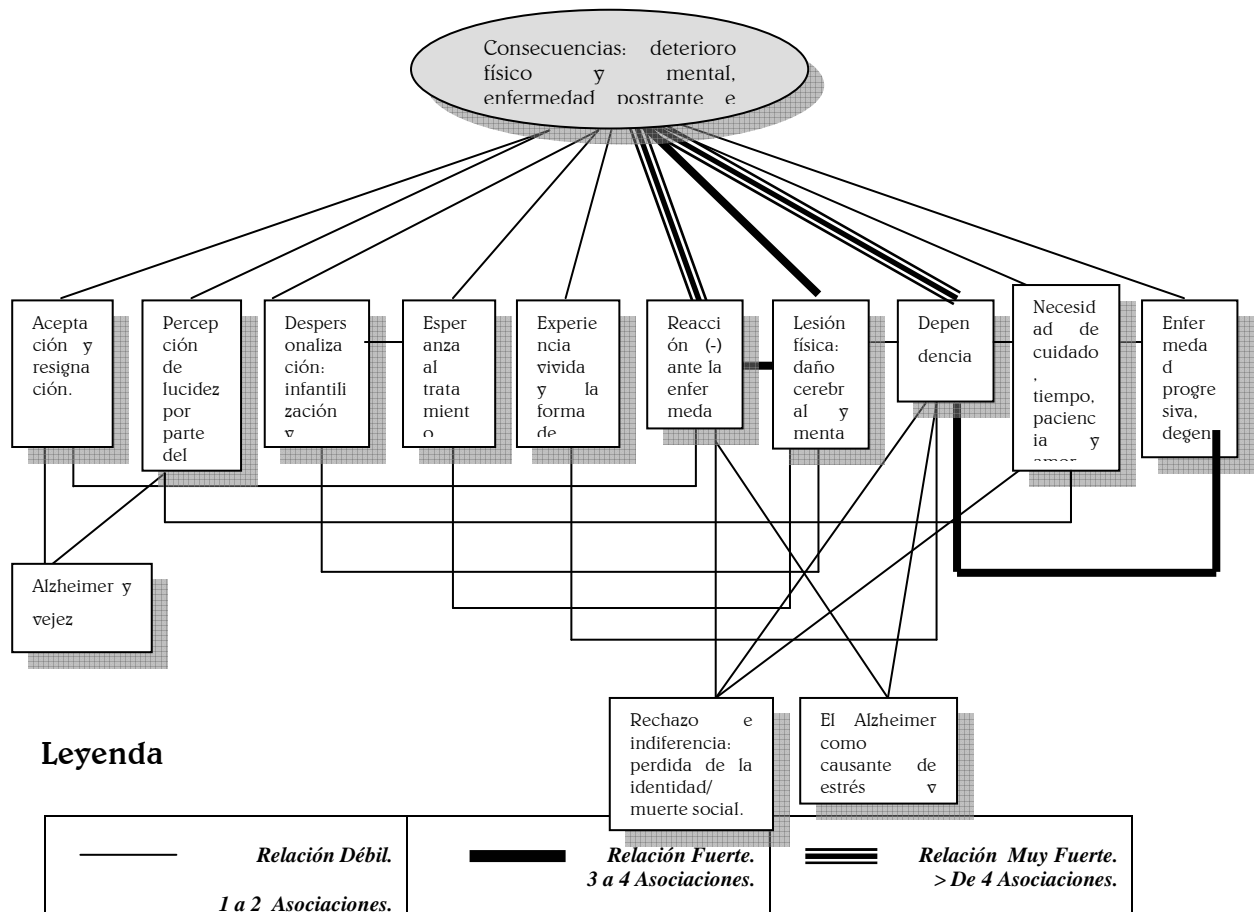 Consecuencias: deterioro
físico y mental,
enfermedad postrante e
Acepta
ción y
resigna
ción.
Percep
ción
de
lucidez
por
parte
del
Despers
onaliza
ción:
infantili
zación
y
Esper
anza
al
trata
mient
o
Experie
ncia
vivida
y la
forma
de
Reacci
ón (-)
ante la
enfer
meda
Lesión
física:
daño
cerebr
al y
menta
Depen
dencia
Necesid
ad de
cuidado
,
tiempo,
pacienc
ia y
amor
Enfer
meda
d
progre
siva,
degen
Alzheimer y
vejez
Rechazo e
indiferencia:
perdida de la
identidad/
muerte social.
El Alzheimer
como
causante de
estrés y
Leyenda
Relación Débil.
1 a 2 Asociaciones.
Relación Fuerte.
3 a 4 Asociaciones.
Relación Muy Fuerte.
> De 4 Asociaciones.